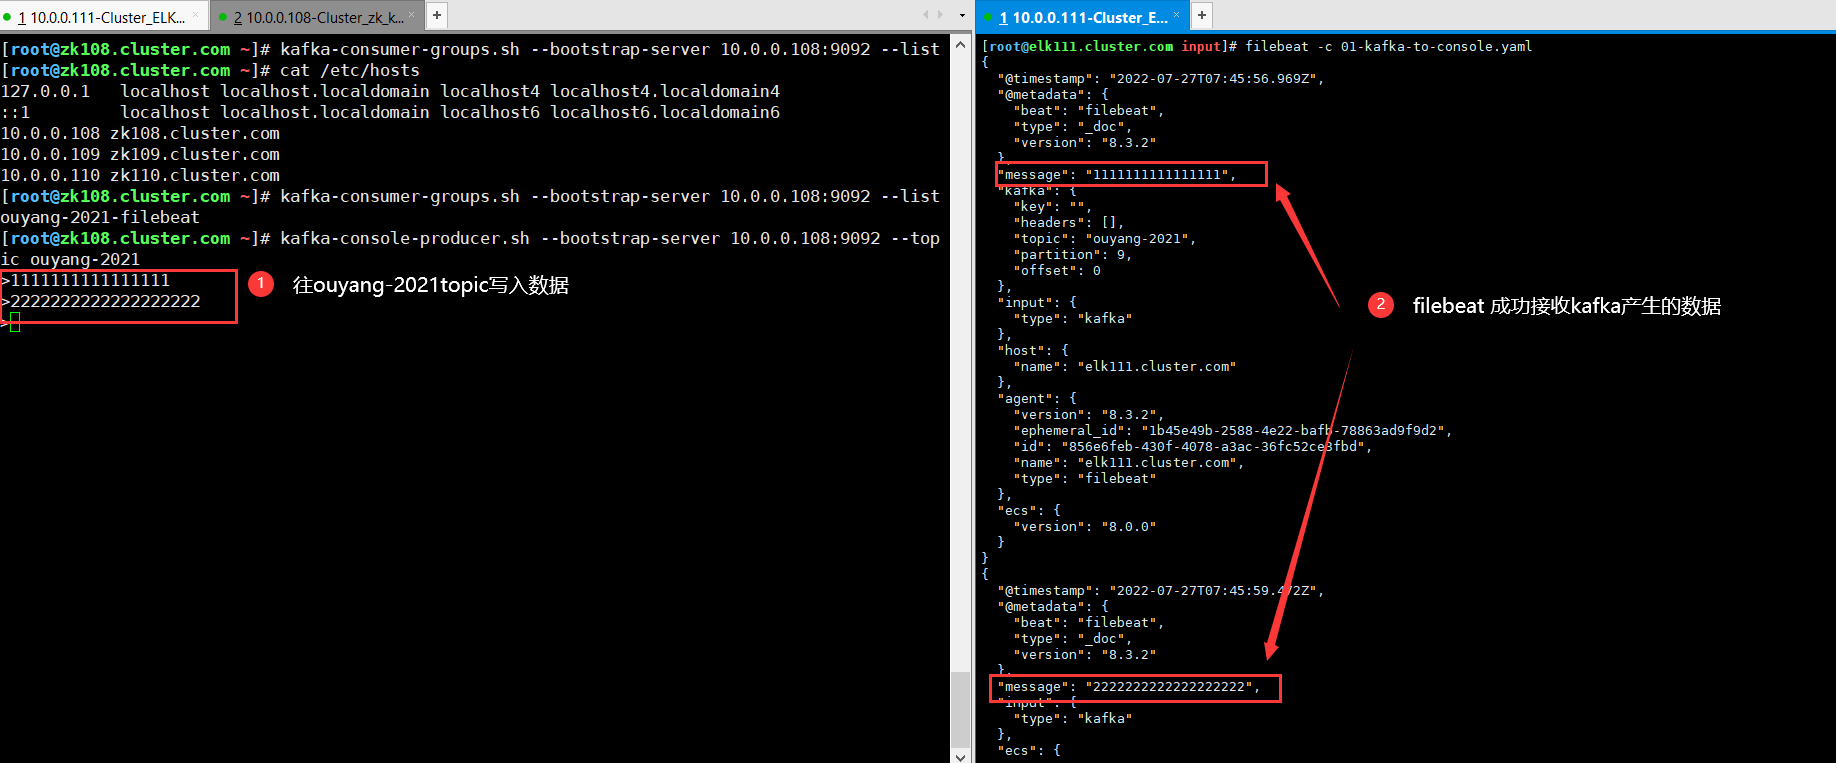 1 10.0.0.111-Cluster_ELK... ×
2 10.0.0.108-Cluster_zk_k... ×
+
[root@zk108.cluster.com ~]# kafka-consumer-groups.sh --bootstrap-server 10.0.0.108:9092 --list
[root@zk108.cluster.com ~]# cat /etc/hosts
127.0.0.1   localhost localhost.localdomain localhost4 localhost4.localdomain4
::1         localhost localhost.localdomain localhost6 localhost6.localdomain6
10.0.0.108 zk108.cluster.com
10.0.0.109 zk109.cluster.com
10.0.0.110 zk110.cluster.com
[root@zk108.cluster.com ~]# kafka-consumer-groups.sh --bootstrap-server 10.0.0.108:9092 --list
ouyang-2021-filebeat
[root@zk108.cluster.com ~]# kafka-console-producer.sh --bootstrap-server 10.0.0.108:9092 --top
ic ouyang-2021
>1111111111111111
>2222222222222222222
>
1 往ouyang-2021topic写入数据
1 10.0.0.111-Cluster_E... ×
+
[root@elk111.cluster.com input]# filebeat -c 01-kafka-to-console.yaml
{
  "@timestamp": "2022-07-27T07:45:56.969Z",
  "@metadata": {
    "beat": "filebeat",
    "type": "_doc",
    "version": "8.3.2"
  },
  "message": "1111111111111111",
  "kafka": {
    "key": "",
    "headers": [],
    "topic": "ouyang-2021",
    "partition": 9,
    "offset": 0
  },
  "input": {
    "type": "kafka"
  },
  "host": {
    "name": "elk111.cluster.com"
  },
  "agent": {
    "version": "8.3.2",
    "ephemeral_id": "1b45e49b-2588-4e22-bafb-78863ad9f9d2",
    "id": "856e6feb-430f-4078-a3ac-36fc52ce3fbd",
    "name": "elk111.cluster.com",
    "type": "filebeat"
  },
  "ecs": {
    "version": "8.0.0"
  }
}
{
  "@timestamp": "2022-07-27T07:45:59.472Z",
  "@metadata": {
    "beat": "filebeat",
    "type": "_doc",
    "version": "8.3.2"
  },
  "message": "2222222222222222222",
  "input": {
    "type": "kafka"
  },
  "ecs": {
2 filebeat 成功接收kafka产生的数据